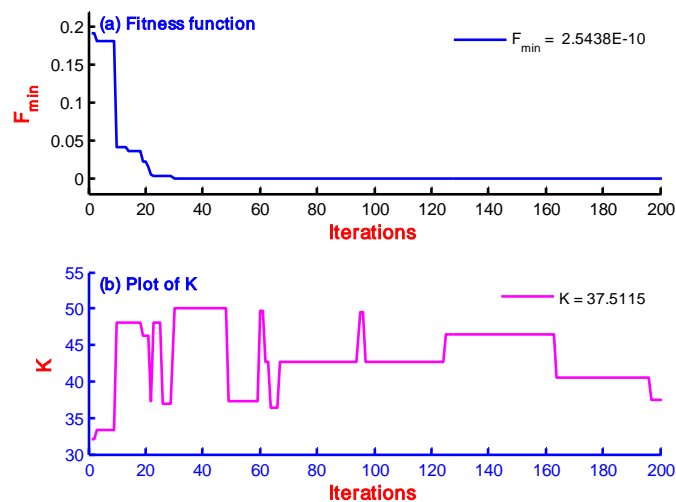 (a) Fitness function
F_min = 2.5438E-10
F_min
0.2
0.15
0.1
0.05
0
0 20 40 60 80 100 120 140 160 180 200
Iterations
(b) Plot of K
K = 37.5115
K
55
50
45
40
35
30
0 20 40 60 80 100 120 140 160 180 200
Iterations